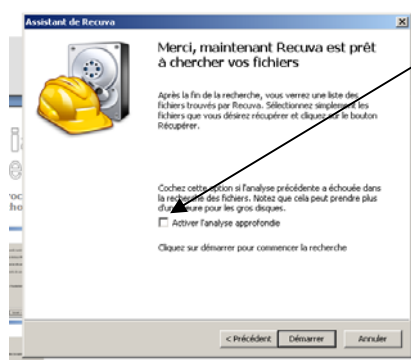 Assistant de Recuva
Merci, maintenant Recuva est prêt
à chercher vos fichiers
Après la fin de la recherche, vous verrez une liste des
fichiers trouvés par Recuva. Sélectionnez simplement les
fichiers que vous désirez récupérer et cliquez sur le bouton
Récupérer.
Cochez cette option si l'analyse précédente a échouée dans
la recherche des fichiers. Notez que cela peut prendre plus
d'une heure pour les gros disques.
Activer l'analyse approfondie
Cliquez sur démarrer pour commencer la recherche
< Précédent Démarrer Annuler